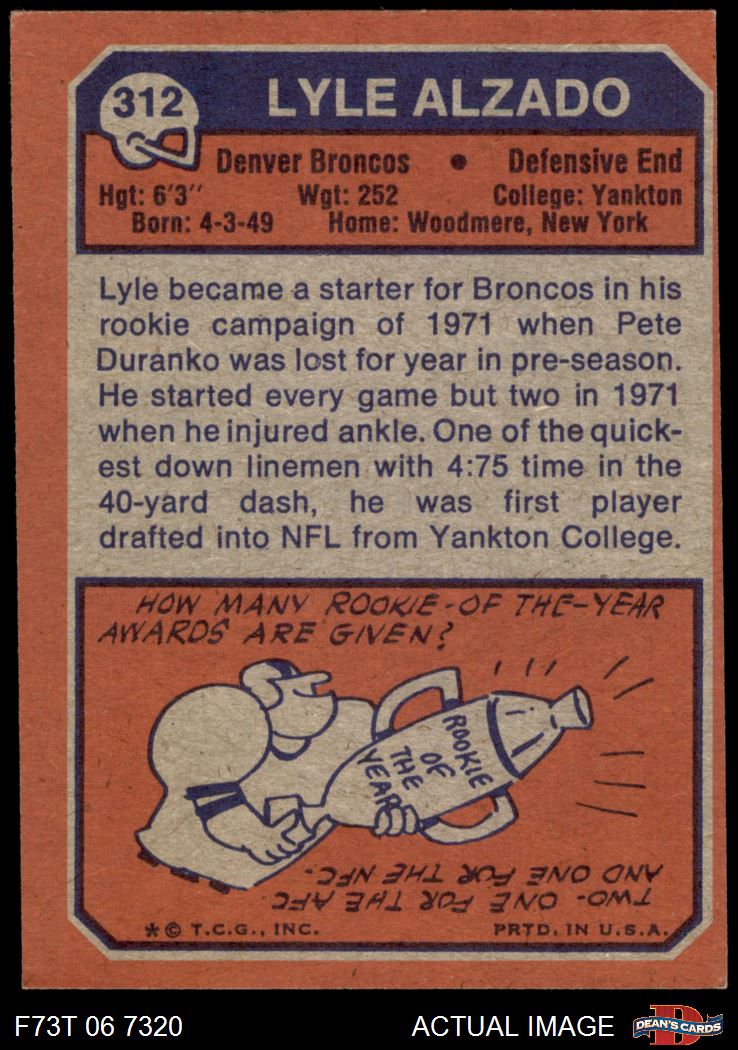 312
LYLE ALZADO
Denver Broncos • Defensive End
Hgt: 6'3" Wgt: 252 College: Yankton
Born: 4-3-49 Home: Woodmere, New York
Lyle became a starter for Broncos in his
rookie campaign of 1971 when Pete
Duranko was lost for year in pre-season.
He started every game but two in 1971
when he injured ankle. One of the quick-
est down linemen with 4:75 time in the
40-yard dash, he was first player
drafted into NFL from Yankton College.
HOW MANY ROOKIE-OF THE-YEAR
AWARDS ARE GIVEN?
ROOKIE
OF
THE
YEAR
TWO- ONE FOR THE AFC
AND ONE FOR THE NFC.
*© T.C.G., INC. PRTD. IN U.S.A.
F73T 06 7320
ACTUAL IMAGE
D
DEAN'S CARDS